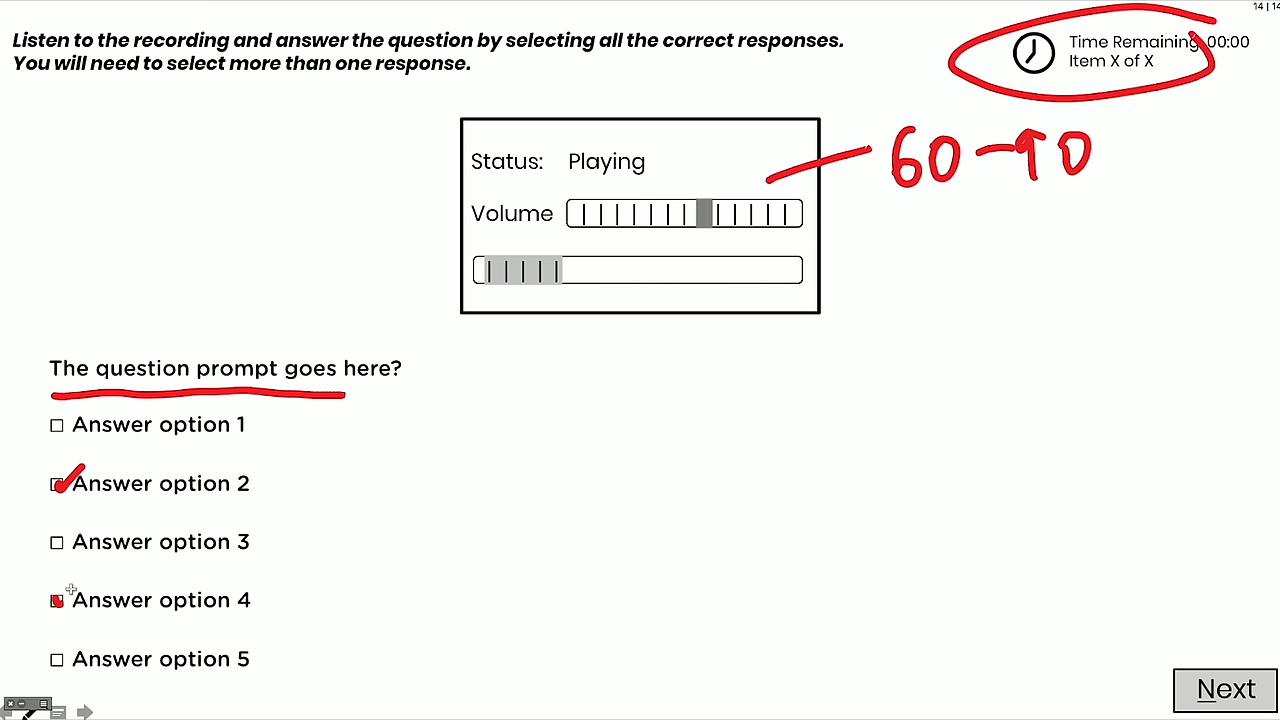 14 | 14
Listen to the recording and answer the question by selecting all the correct responses.
You will need to select more than one response.
Time Remaining 00:00
Item X of X
Status: Playing
60-90
Volume
The question prompt goes here?
Answer option 1
Answer option 2
Answer option 3
Answer option 4
Answer option 5
Next